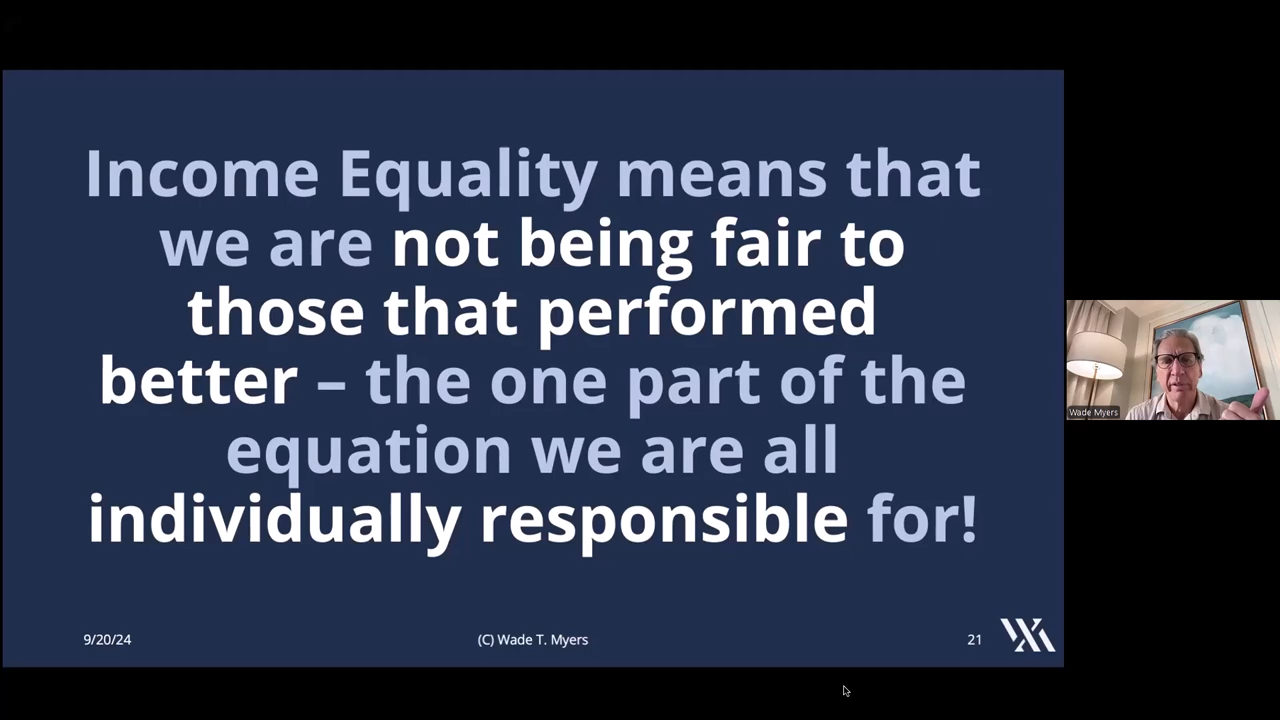 Income Equality means that
we are not being fair to
those that performed
better – the one part of the
equation we are all
individually responsible for!
9/20/24
(C) Wade T. Myers
21
Wade Myers